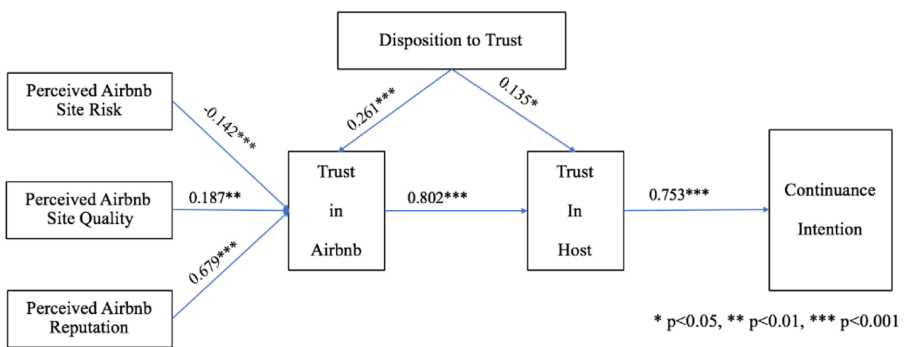 Disposition to Trust
Perceived Airbnb
Site Risk
-0.142***
0.261***
0.135*
Perceived Airbnb
Site Quality
0.187**
Trust
in
Airbnb
0.802***
Trust
In
Host
0.753***
Continuance
Intention
0.679***
Perceived Airbnb
Reputation
* p<0.05, ** p<0.01, *** p<0.001